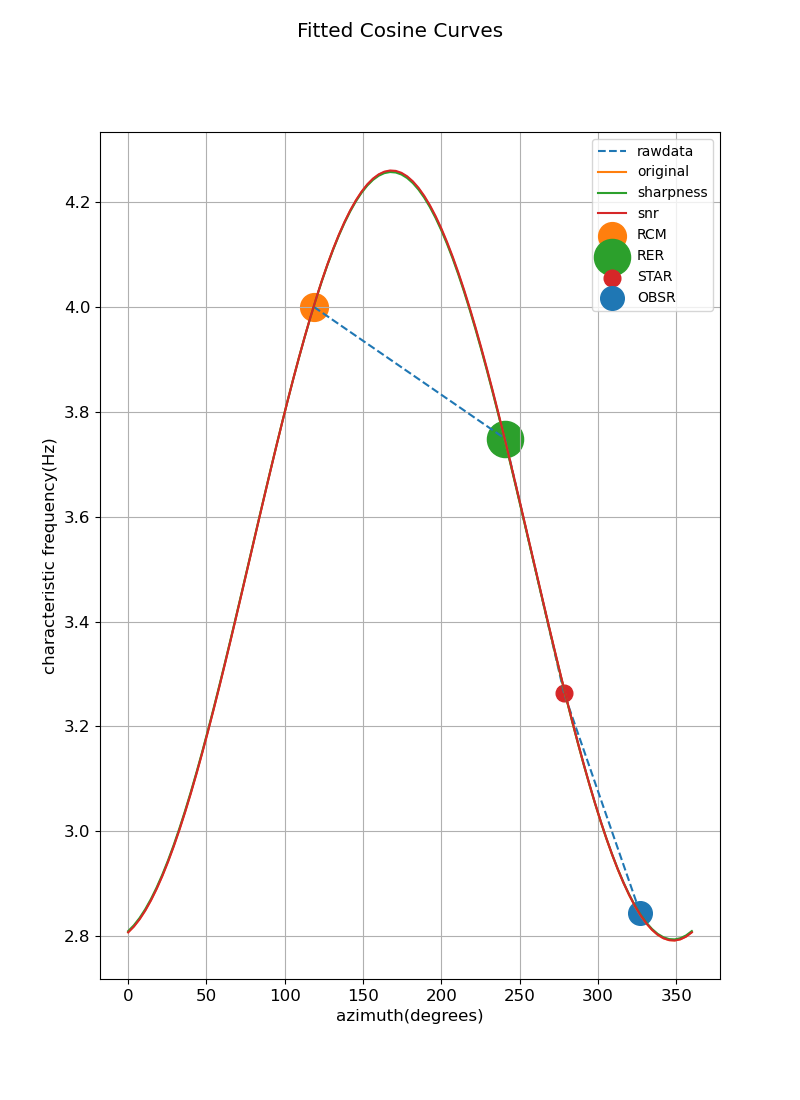 Fitted Cosine Curves
rawdata
original
sharpness
snr
RCM
RER
STAR
OBSR
4.2
4.0
3.8
3.6
3.4
3.2
3.0
2.8
characteristic frequency(Hz)
0 50 100 150 200 250 300 350
azimuth(degrees)